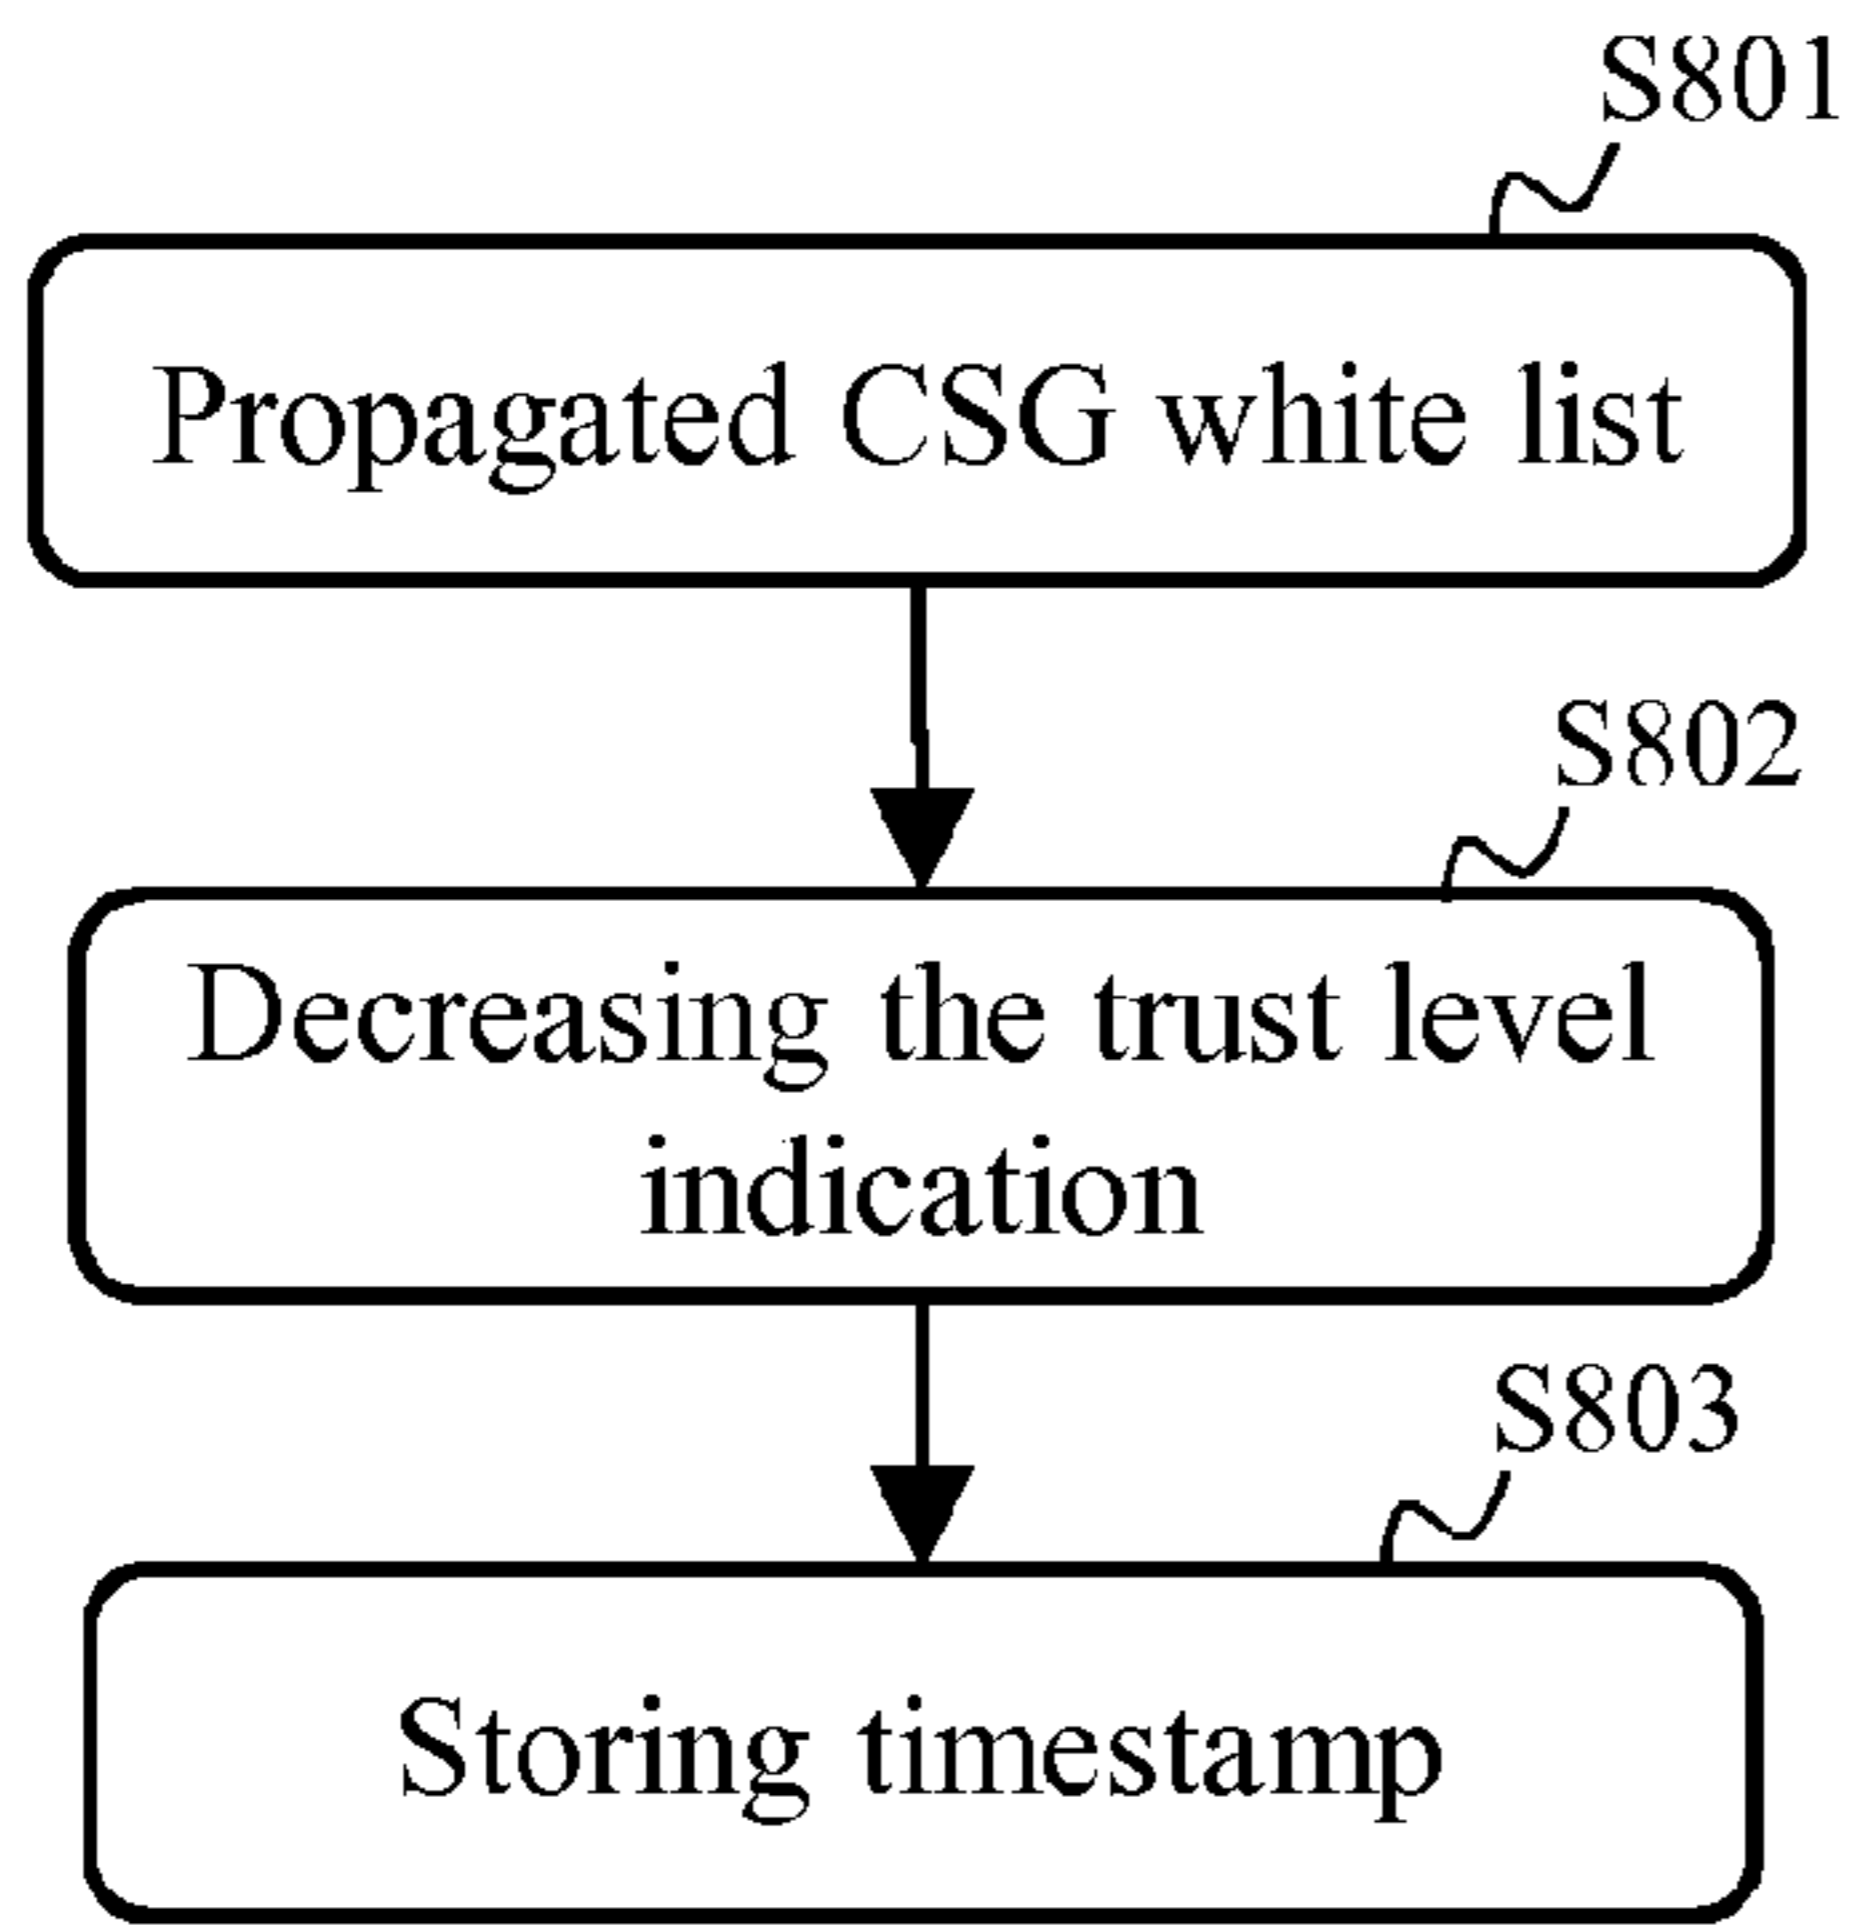 S801
Propagated CSG white list
S802
Decreasing the trust level
indication
S803
Storing timestamp